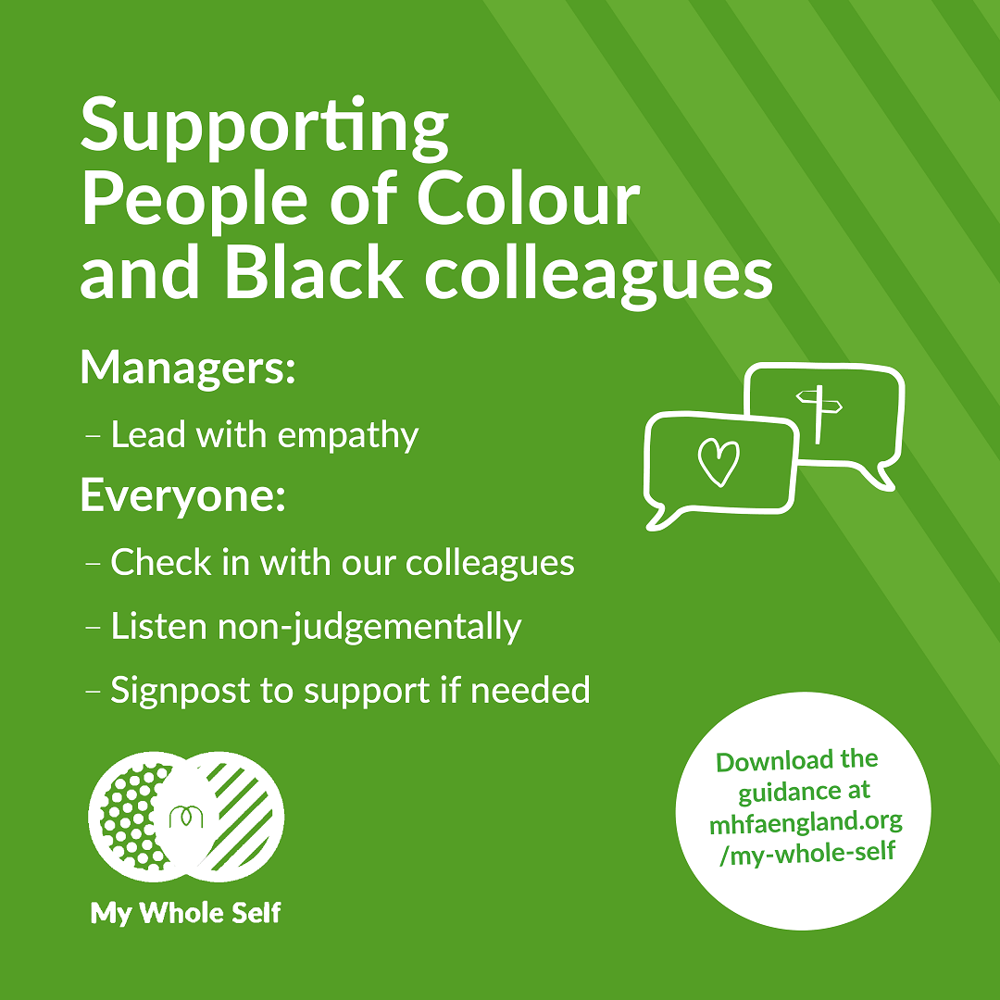 Supporting
People of Colour
and Black colleagues
Managers:
– Lead with empathy
Everyone:
– Check in with our colleagues
– Listen non-judgementally
– Signpost to support if needed
My Whole Self
Download the
guidance at
mhfaengland.org
/my-whole-self